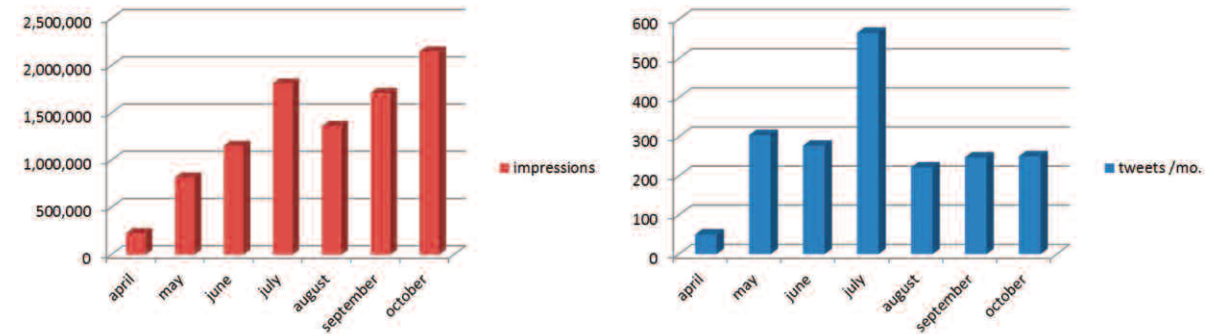 2,500,000
2,000,000
1,500,000
1,000,000
500,000
0
april
may
june
july
august
september
october
impressions
600
500
400
300
200
100
0
april
may
june
july
august
september
october
tweets /mo.